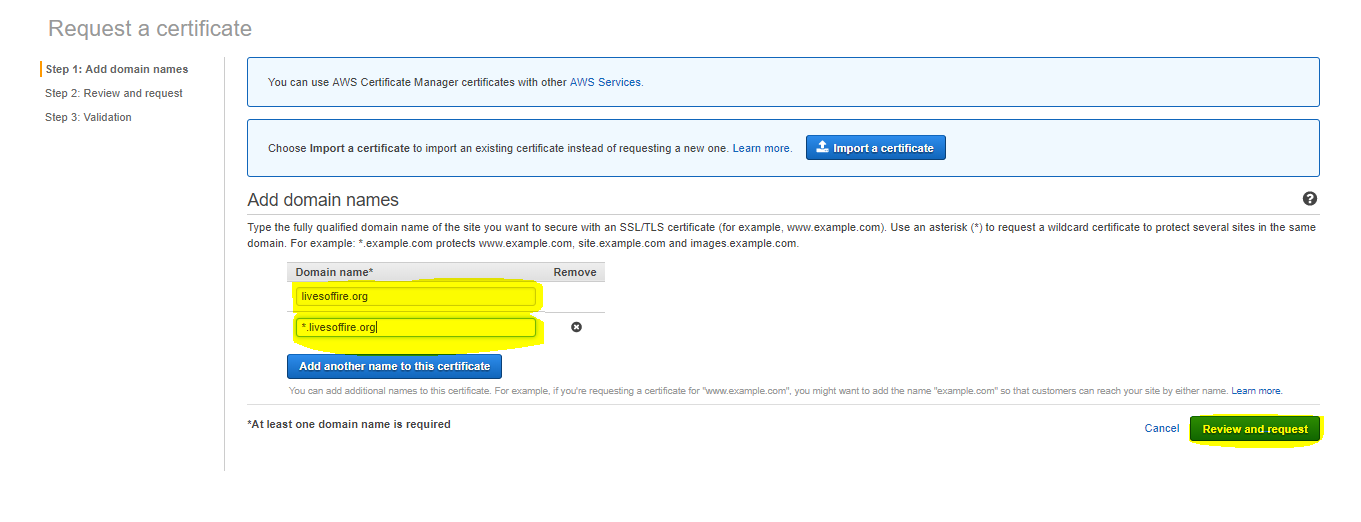 Request a certificate
Step 1: Add domain names
Step 2: Review and request
Step 3: Validation
You can use AWS Certificate Manager certificates with other AWS Services.
Choose Import a certificate to import an existing certificate instead of requesting a new one. Learn more.
Import a certificate
Add domain names
Type the fully qualified domain name of the site you want to secure with an SSL/TLS certificate (for example, www.example.com). Use an asterisk (*) to request a wildcard certificate to protect several sites in the same
domain. For example: *.example.com protects www.example.com, site.example.com and images.example.com.
Domain name* Remove
livesoffire.org
*.livesoffire.org
Add another name to this certificate
You can add additional names to this certificate. For example, if you're requesting a certificate for "www.example.com", you might want to add the name "example.com" so that customers can reach your site by either name. Learn more.
*At least one domain name is required
Cancel Review and request